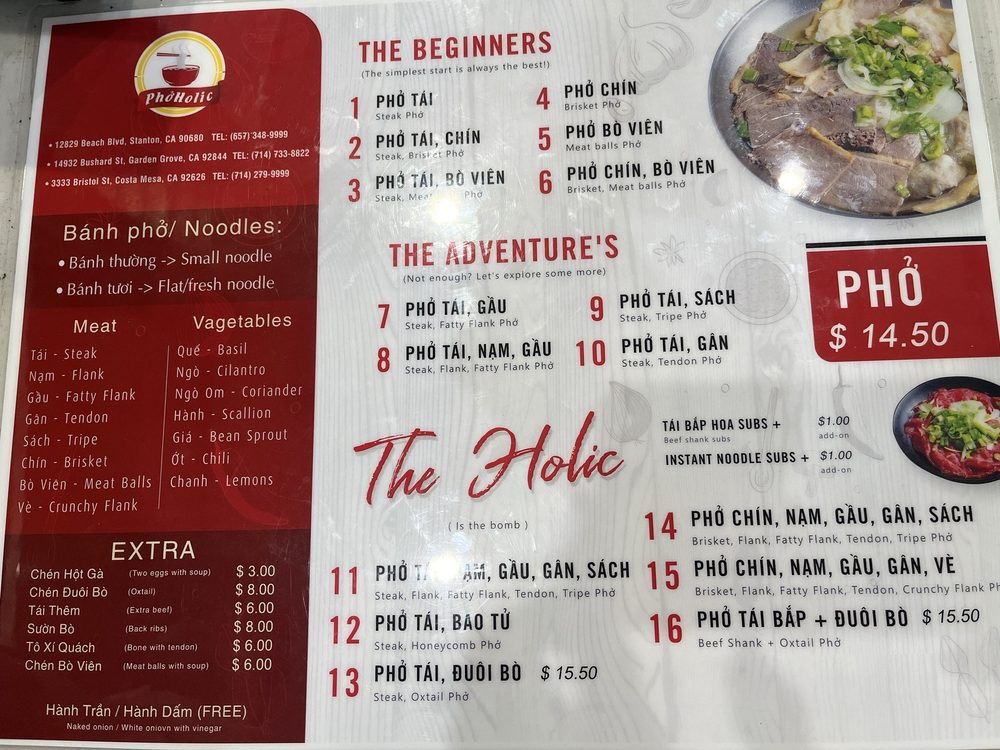 PhởHolic
• 12829 Beach Blvd, Stanton, CA 90680 TEL: (657) 348-9999
• 14932 Bushard St, Garden Grove, CA 92844 TEL: (714) 733-8822
• 3333 Bristol St, Costa Mesa, CA 92626 TEL: (714) 279-9999
Bánh phở/ Noodles:
• Bánh thường -> Small noodle
• Bánh tươi -> Flat/fresh noodle
Meat
Tái - Steak
Nạm - Flank
Gầu - Fatty Flank
Gân - Tendon
Sách - Tripe
Chín - Brisket
Bò Viên - Meat Balls
Vè - Crunchy Flank
Vagetables
Quế - Basil
Ngò - Cilantro
Ngò Om - Coriander
Hành - Scallion
Giá - Bean Sprout
Ớt - Chili
Chanh - Lemons
EXTRA
Chén Hột Gà (Two eggs with soup) $ 3.00
Chén Đuôi Bò (Oxtail) $ 8.00
Tái Thêm (Extra beef) $ 6.00
Sườn Bò (Back ribs) $ 8.00
Tô Xí Quách (Bone with tendon) $ 6.00
Chén Bò Viên (Meat balls with soup) $ 6.00
Hành Trần / Hành Dấm (FREE)
Naked onion / White oniovn with vinegar
THE BEGINNERS
(The simplest start is always the best!)
1 PHỞ TÁI
Steak Phở
2 PHỞ TÁI, CHÍN
Steak, Brisket Phở
3 PHỞ TÁI, BÒ VIÊN
Steak, Phở
4 PHỞ CHÍN
Brisket Phở
5 PHỞ BÒ VIÊN
Meat balls Phở
6 PHỞ CHÍN, BÒ VIÊN
Brisket, Meat balls Phở
THE ADVENTURE'S
(Not enough? Let's explore some more)
7 PHỞ TÁI, GẦU
Steak, Fatty Flank Phở
8 PHỞ TÁI, NẠM, GẦU
Steak, Flank, Fatty Flank Phở
9 PHỞ TÁI, SÁCH
Steak, Tripe Phở
10 PHỞ TÁI, GÂN
Steak, Tendon Phở
PHỞ
$ 14.50
TÁI BẮP HOA SUBS + $1.00
Beef shank subs add-on
INSTANT NOODLE SUBS + $1.00
add-on
The Holic
( Is the bomb )
11 PHỞ GẦU, GÂN, SÁCH
Steak, Flank, Fatty Flank, Tendon, Tripe Phở
12 PHỞ TÁI, BAO TỬ
Steak, Honeycomb Phở
13 PHỞ TÁI, ĐUÔI BÒ $ 15.50
Steak, Oxtail Phở
14 PHỞ CHÍN, NẠM, GẦU, GÂN, SÁCH
Brisket, Flank, Fatty Flank, Tendon, Tripe Phở
15 PHỞ CHÍN, NẠM, GẦU, GÂN, VÈ
Brisket, Flank, Fatty Flank, Tendon, Crunchy Flank
16 PHỞ TÁI BẮP + ĐUÔI BÒ $ 15.50
Beef Shank + Oxtail Phở